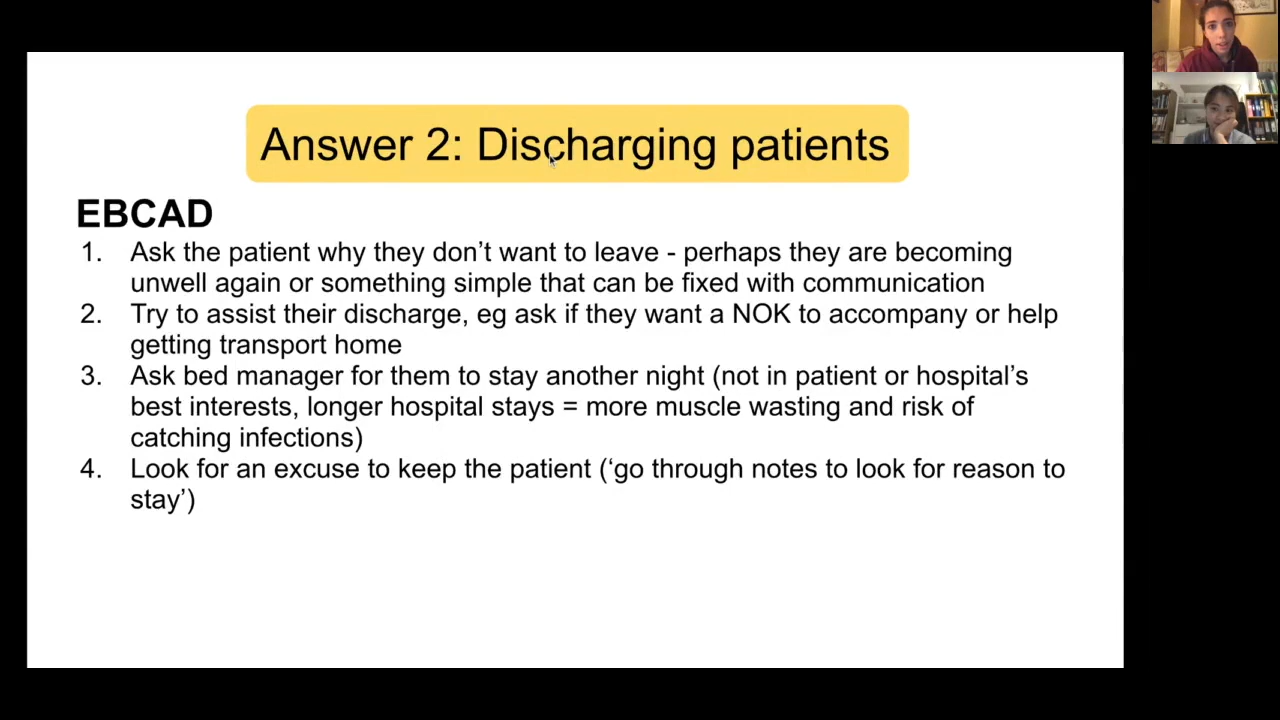 Answer 2: Discharging patients
EBCAD
1. Ask the patient why they don’t want to leave - perhaps they are becoming
unwell again or something simple that can be fixed with communication
2. Try to assist their discharge, eg ask if they want a NOK to accompany or help
getting transport home
3. Ask bed manager for them to stay another night (not in patient or hospital’s
best interests, longer hospital stays = more muscle wasting and risk of
catching infections)
4. Look for an excuse to keep the patient (‘go through notes to look for reason to
stay’)